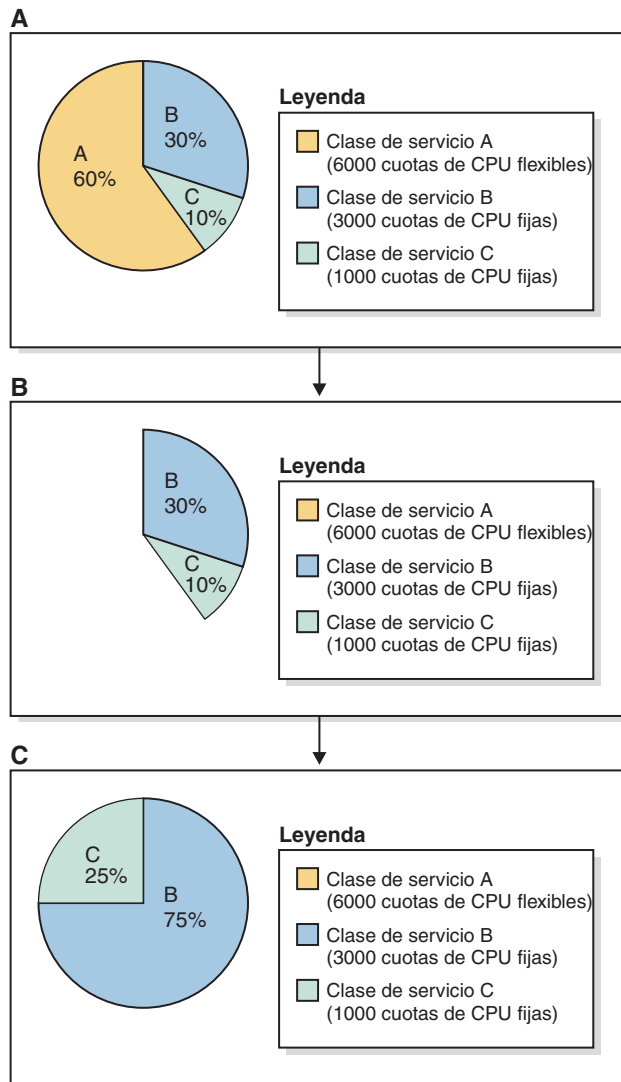 A
A
60%
B
30%
C
10%
Leyenda
Clase de servicio A
(6000 cuotas de CPU flexibles)
Clase de servicio B
(3000 cuotas de CPU fijas)
Clase de servicio C
(1000 cuotas de CPU fijas)
B
B
30%
C
10%
Leyenda
Clase de servicio A
(6000 cuotas de CPU flexibles)
Clase de servicio B
(3000 cuotas de CPU fijas)
Clase de servicio C
(1000 cuotas de CPU fijas)
C
C
25%
B
75%
Leyenda
Clase de servicio A
(6000 cuotas de CPU flexibles)
Clase de servicio B
(3000 cuotas de CPU fijas)
Clase de servicio C
(1000 cuotas de CPU fijas)